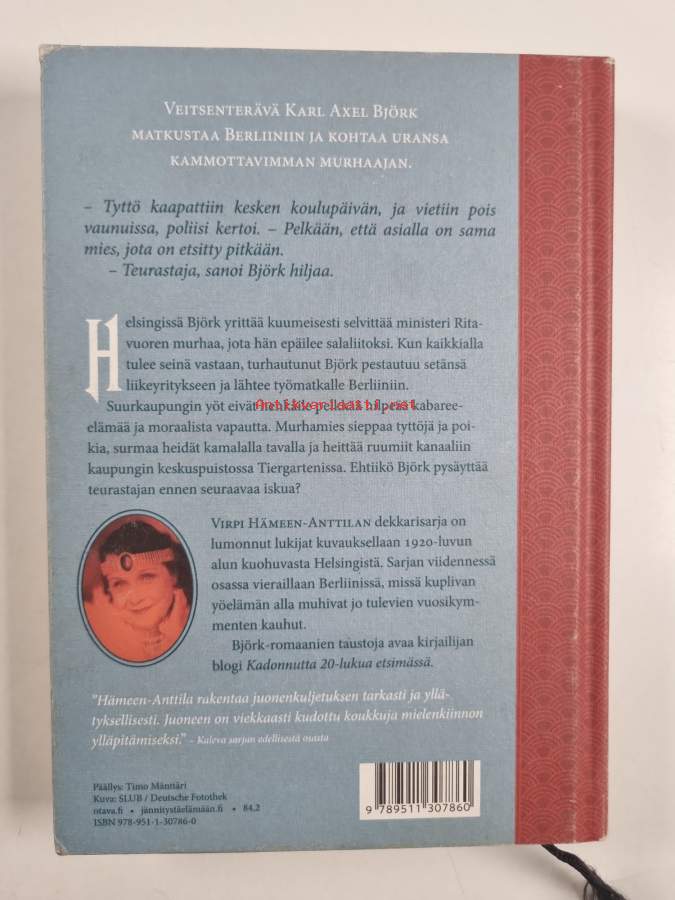 Veitsenterävä Karl Axel Björk
matkustaa Berliiniin ja kohtaa uransa
kammottavimman murhaajan.
– Tyttö kaapattiin kesken koulupäivän, ja vietiin pois
vaunuissa, poliisi kertoi. – Pelkään, että asialla on sama
mies, jota on etsitty pitkään.
– Teurastaja, sanoi Björk hiljaa.
Helsingissä Björk yrittää kuumeisesti selvittää ministeri Rita-
vuoren murhaa, jota hän epäilee salaliitoksi. Kun kaikkialla
tulee seinä vastaan, turhautunut Björk pestautuu setänsä
liikeyritykseen ja lähtee työmatkalle Berliiniin.
Suurkaupungin yöt eivät ole pelkkää hilpeää kabaree-
elämää ja moraalista vapautta. Murhamies sieppaa tyttöjä ja poi-
kia, surmaa heidät kamalalla tavalla ja heittää ruumiit kanaaliin
kaupungin keskuspuistossa Tiergartenissa. Ehtiikö Björk pysäyttää
teurastajan ennen seuraavaa iskua?
Virpi Hämeen-Anttilan dekkarisarja on
lumonnut lukijat kuvauksellaan 1920-luvun
alun kuohuvasta Helsingistä. Sarjan viidennessä
osassa vieraillaan Berliinissä, missä kuplivan
yöelämän alla muhivat jo tulevien vuosikym-
menten kauhut.
Björk-romaanien taustoja avaa kirjailijan
blogi Kadonnutta 20-lukua etsimässä.
"Hämeen-Anttila rakentaa juonenkuljetuksen tarkasti ja yllä-
tyksellisesti. Juoneen on viekkaasti kudottu koukkuja mielenkiinnon
ylläpitämiseksi." – Kaleva sarjan edellisestä osasta
Päällys: Timo Männäri
Kuva: SLUB / Deutsche Fotothek
otava.fi • jännitystäelämään.fi • 84.2
ISBN 978-951-1-30786-0
9 789511 307860